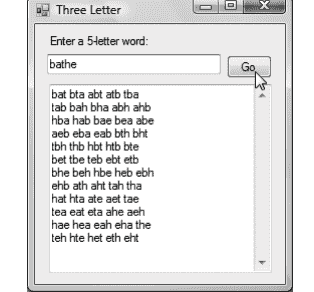 Three Letter
Enter a 5-letter word:
bathe
Go
bat bta abt atb tba
tab bah bha abh ahb
hba hab bae bea abe
aeb eba eab bth bht
tbh thb hbt htb bte
bet tbe teb ebt etb
bhe beh hbe heb ebh
ehb ath aht tah tha
hat hta ate aet tae
tea eat eta ahe aeh
hae hea eah eha the
teh hte het eth eht